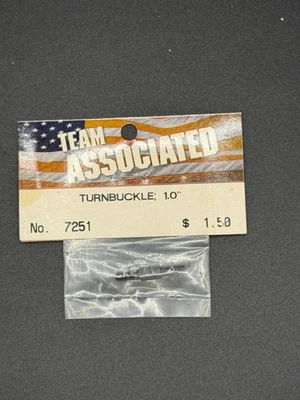 TEAM
ASSOCIATED
TURNBUCKLE; 1.0"
No. 7251 $ 1.50